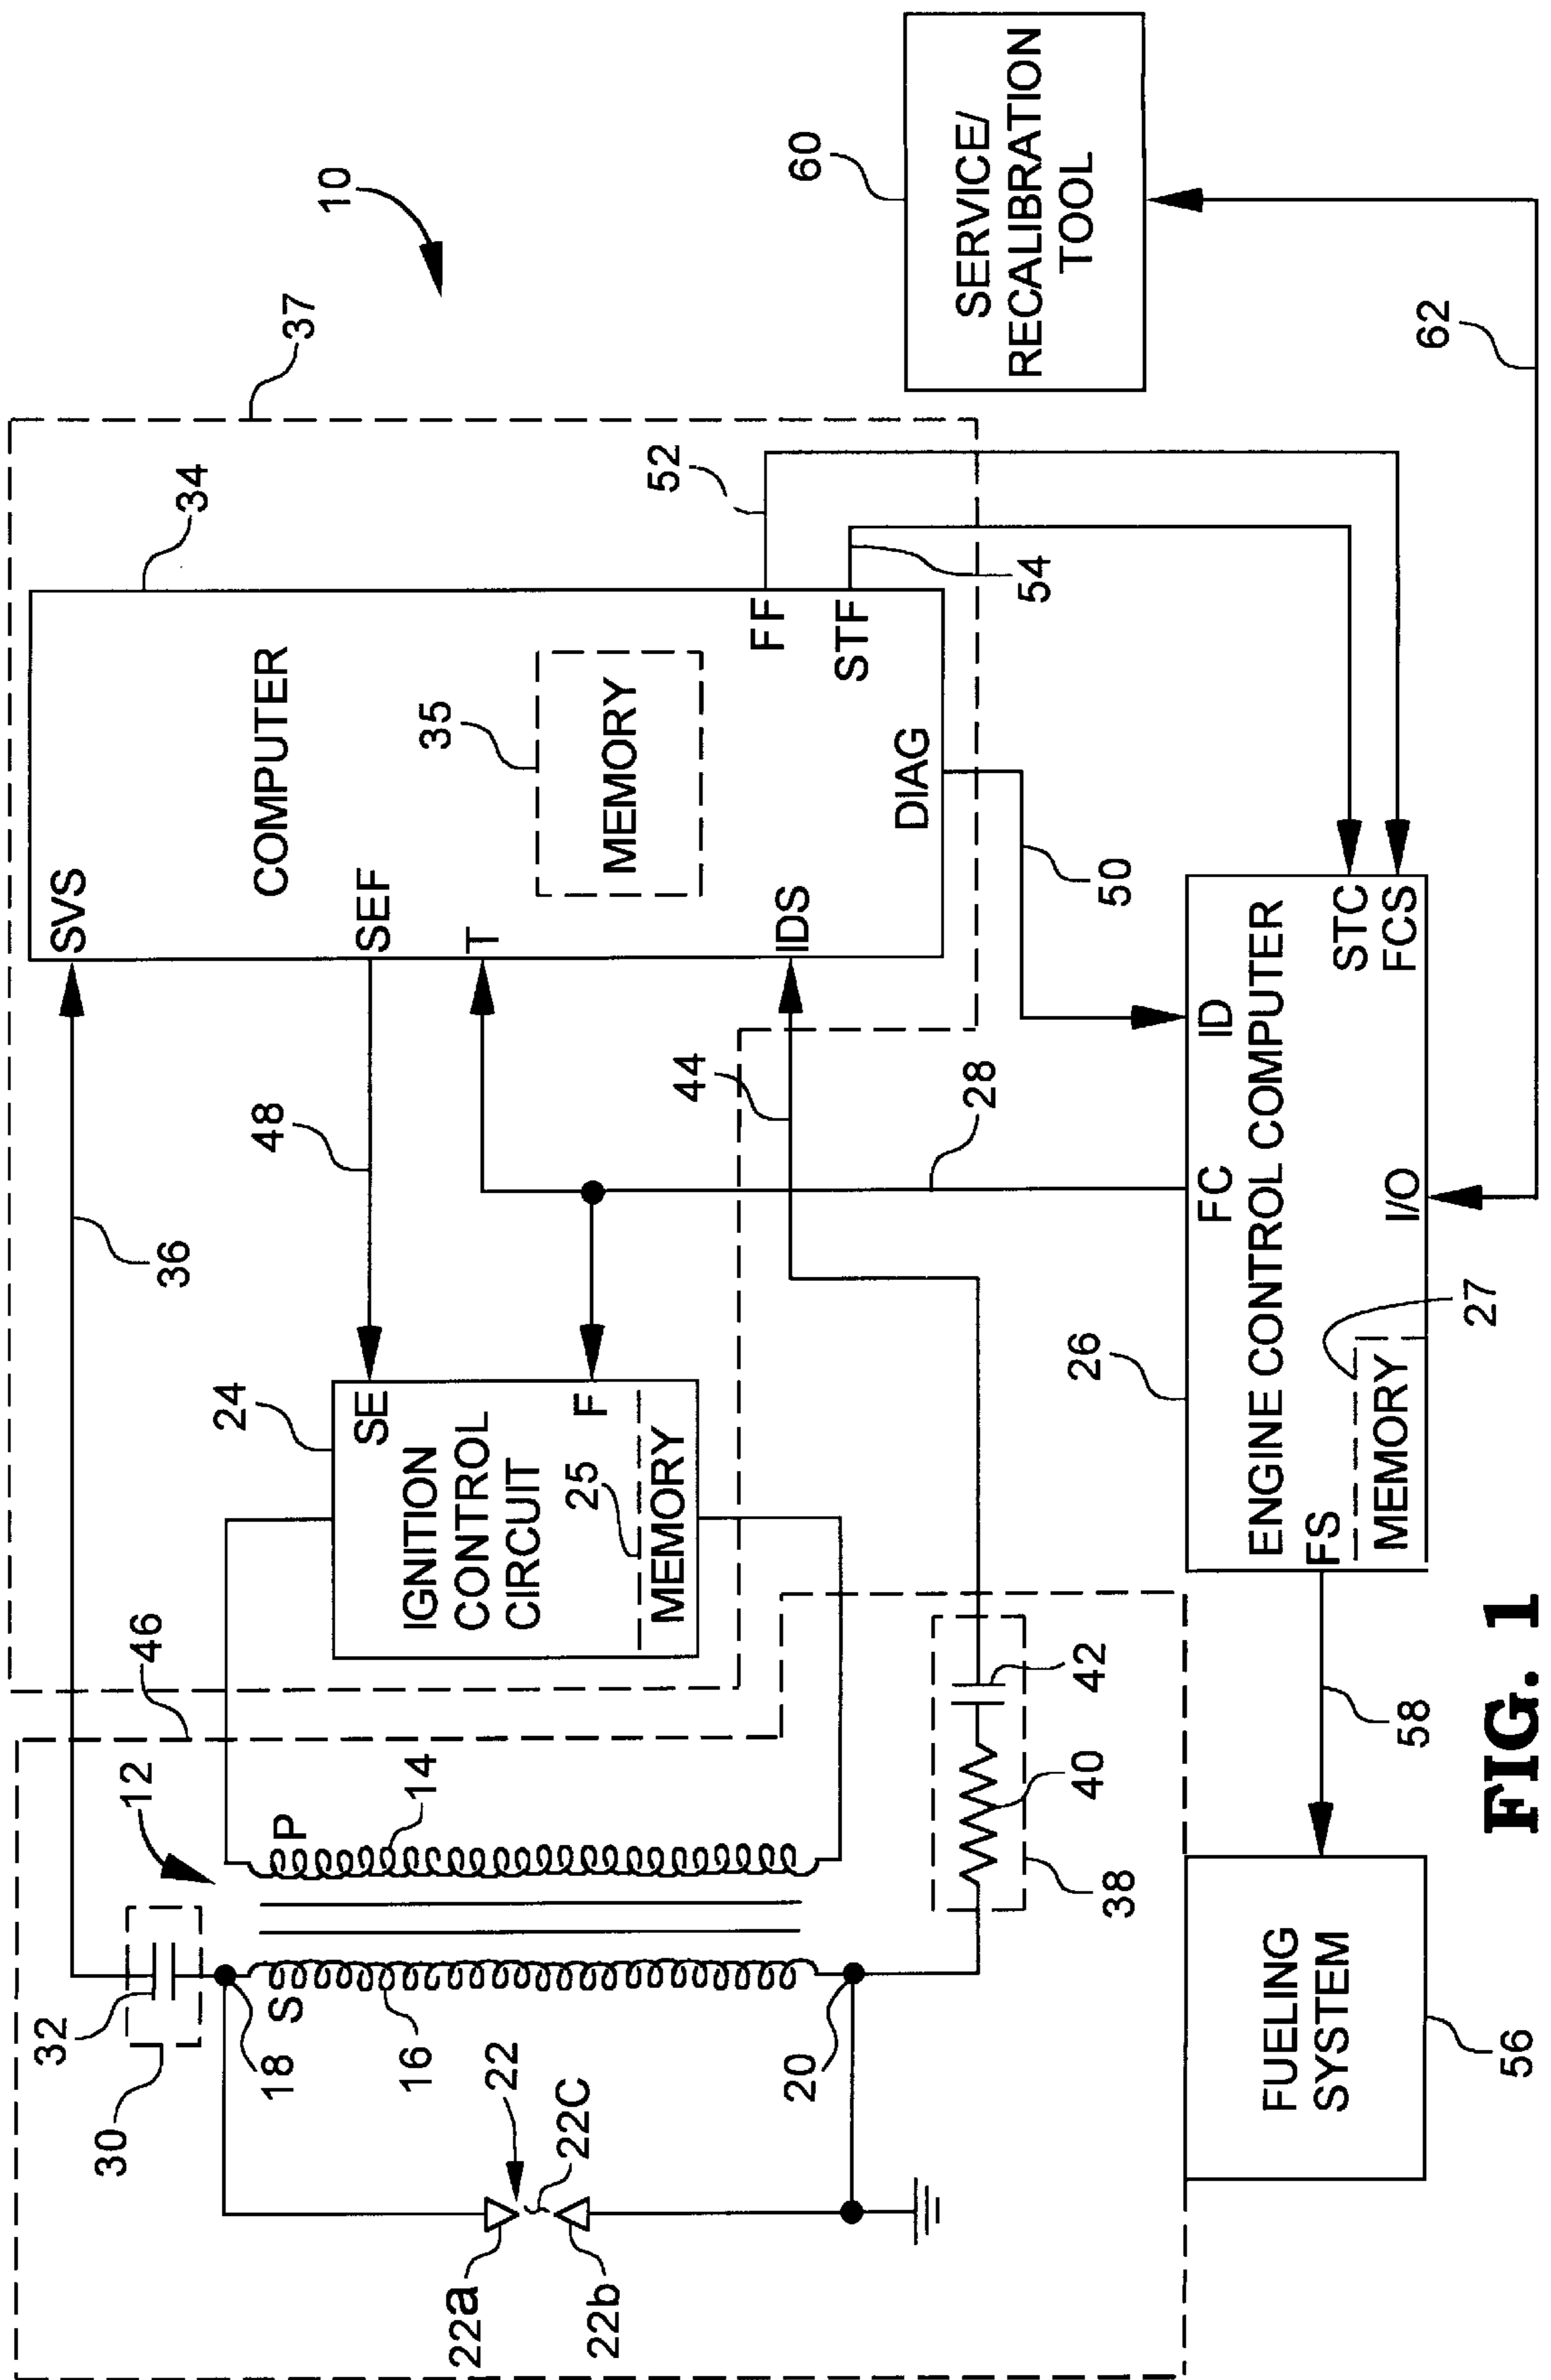 10
37
34
52
54
60
SERVICE/
RECALIBRATION
TOOL
62
SVS
COMPUTER
SEF
T
35
MEMORY
IDS
FF
STF
DIAG
36
48
44
28
50
24
SE
IGNITION
CONTROL
CIRCUIT
F
25
MEMORY
26
FC
ID
ENGINE CONTROL COMPUTER
STC
FCS
I/O
FS
MEMORY
27
46
12
P
14
S
16
32
30
18
20
22
22a
22b
22C
38
40
42
58
FUELING
SYSTEM
56
FIG. 1